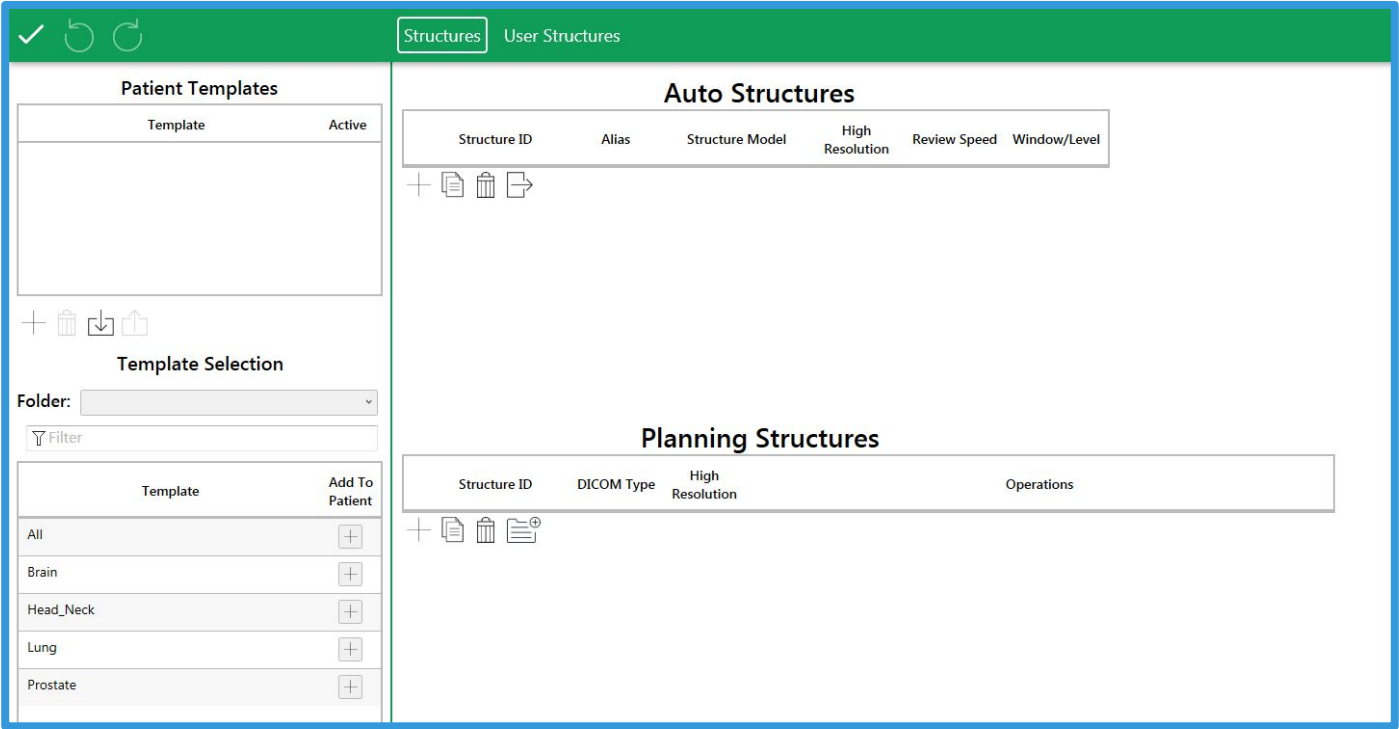 Structures User Structures
Patient Templates
Template Active
Template Selection
Folder:
Filter
Template Add To Patient
All
Brain
Head_Neck
Lung
Prostate
Auto Structures
Structure ID Alias Structure Model High Resolution Review Speed Window/Level
Planning Structures
Structure ID DICOM Type High Resolution Operations